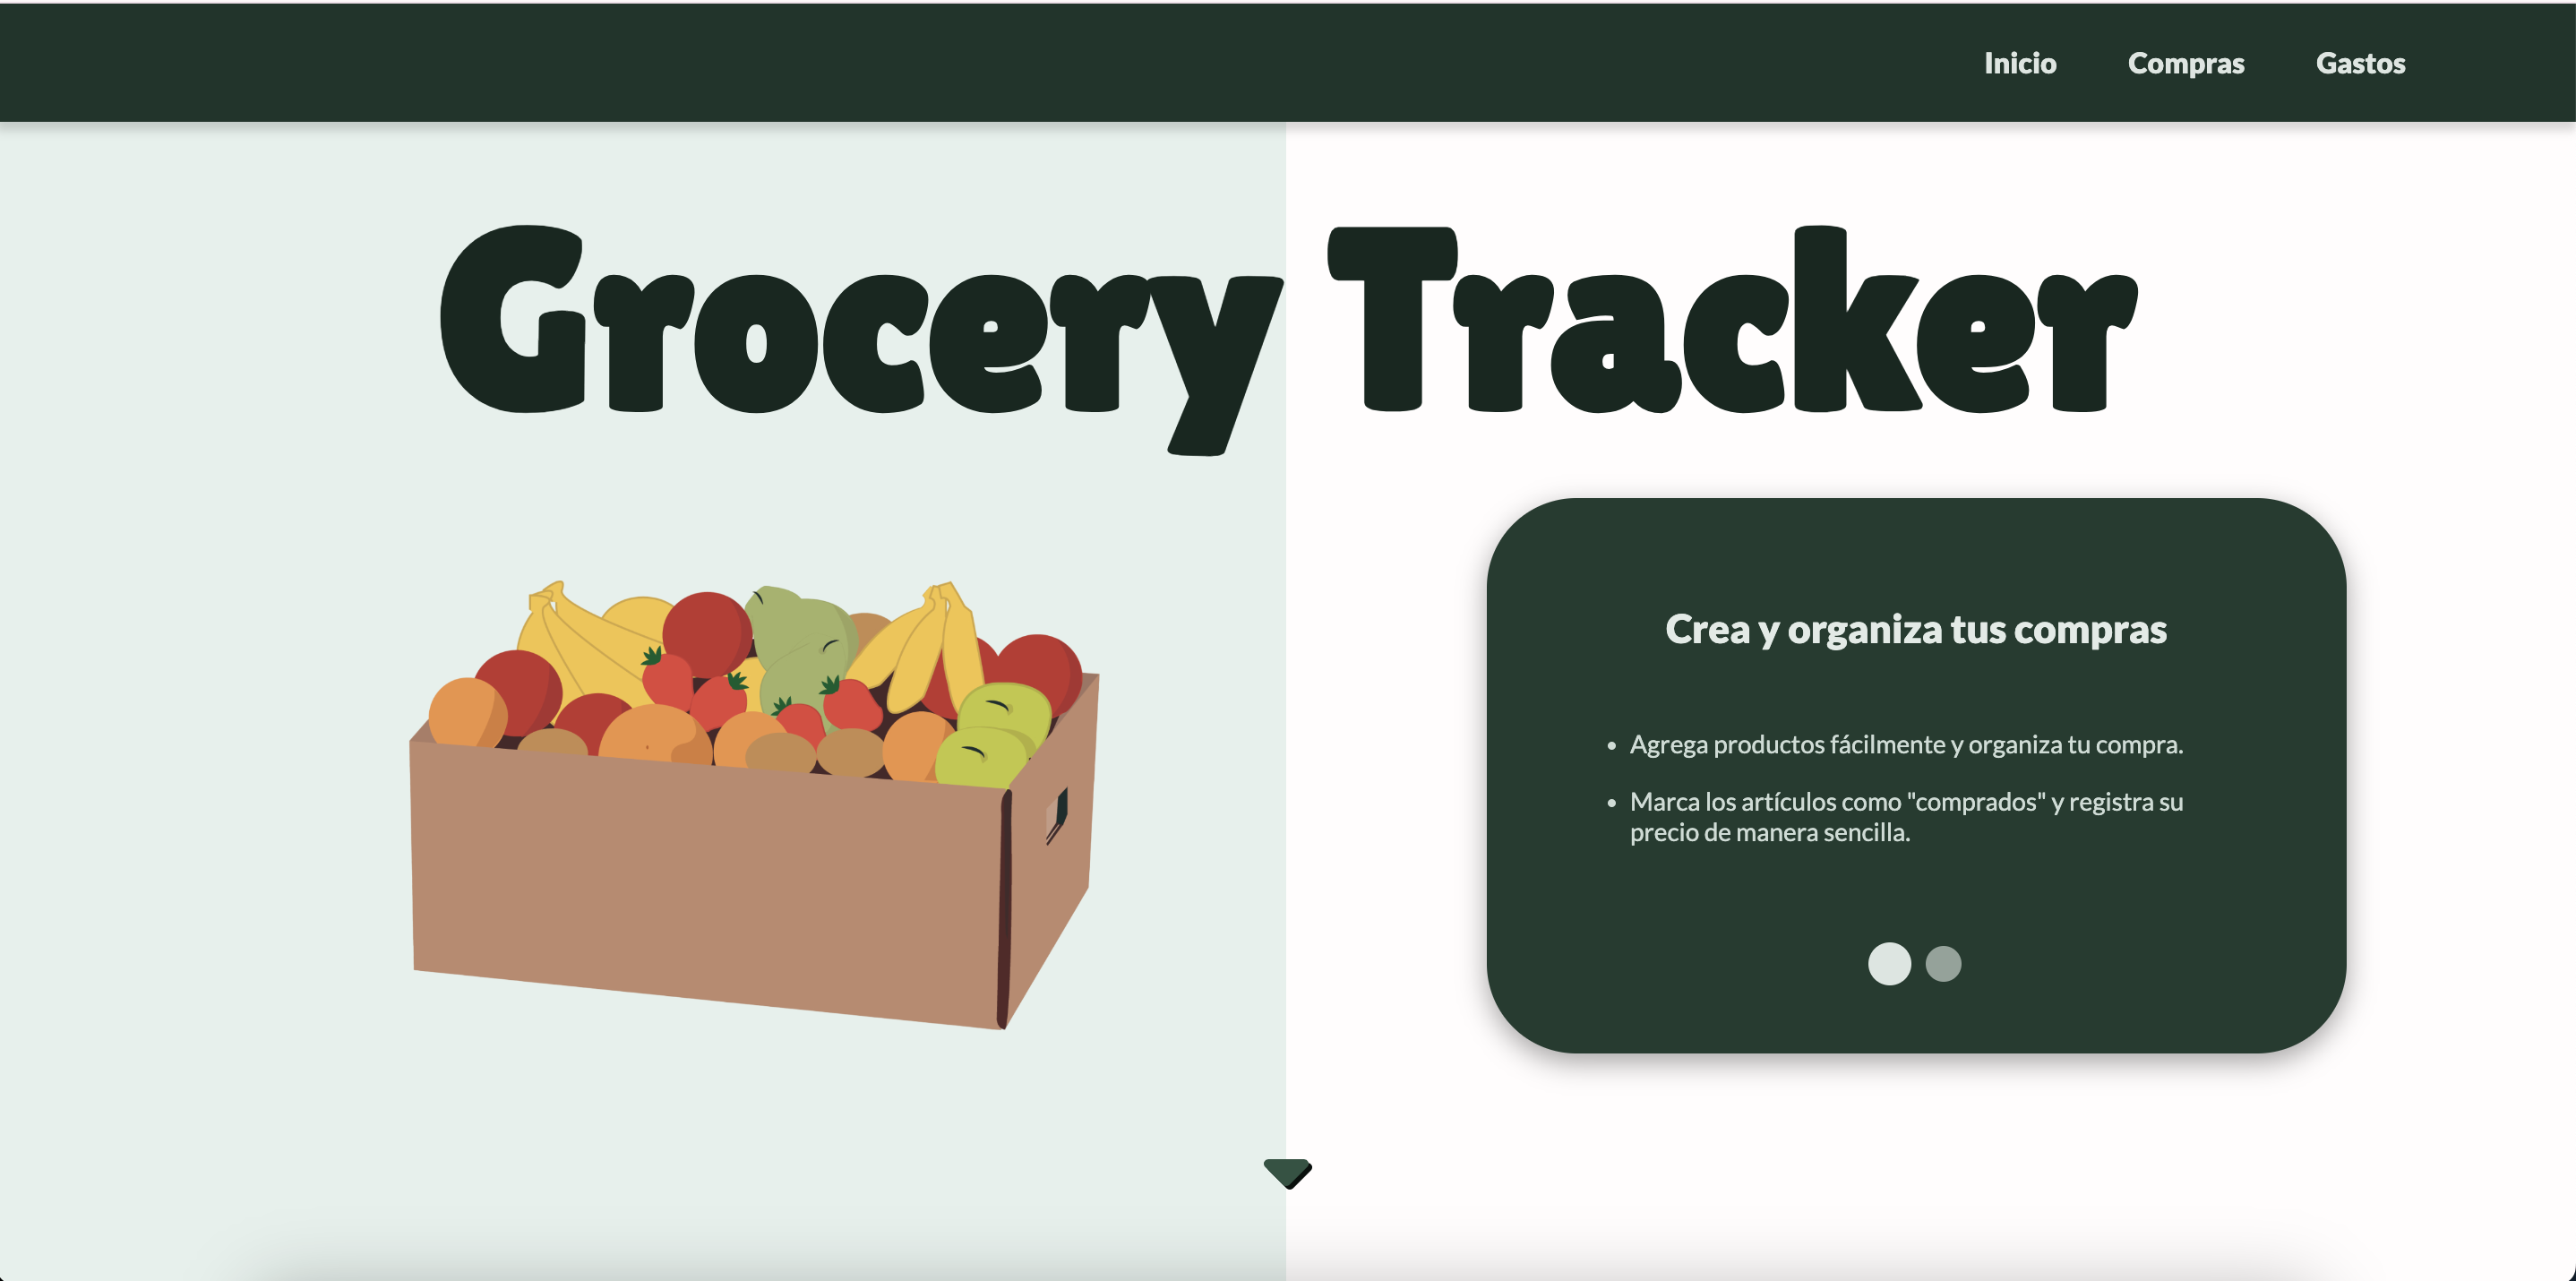 Inicio Compras Gastos
Grocery Tracker
Crea y organiza tus compras
Agrega productos fácilmente y organiza tu compra.
Marca los artículos como "comprados" y registra su
precio de manera sencilla.